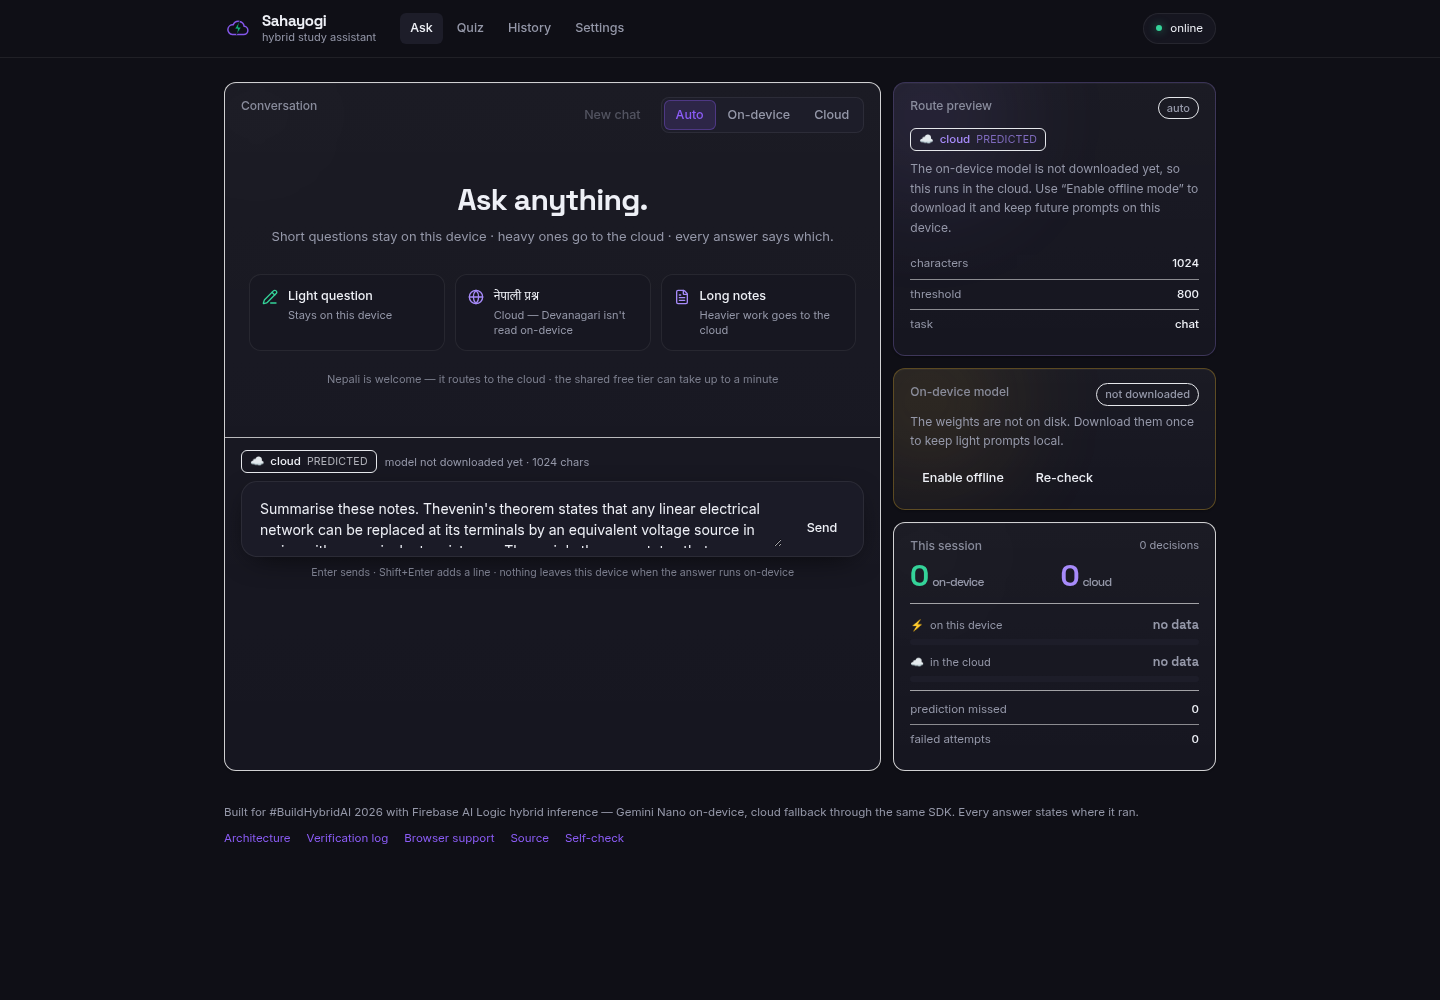 Sahayogi
hybrid study assistant
Ask
Quiz
History
Settings
online
Conversation
New chat
Auto
On-device
Cloud
Ask anything.
Short questions stay on this device · heavy ones go to the cloud · every answer says which.
Light question
Stays on this device
नेपाली प्रश्न
Cloud — Devanagari isn't
read on-device
Long notes
Heavier work goes to the
cloud
Nepali is welcome — it routes to the cloud · the shared free tier can take up to a minute
cloud PREDICTED
model not downloaded yet · 1024 chars
Summarise these notes. Thevenin's theorem states that any linear electrical
network can be replaced at its terminals by an equivalent voltage source in
Send
Enter sends · Shift+Enter adds a line · nothing leaves this device when the answer runs on-device
Route preview
auto
cloud PREDICTED
The on-device model is not downloaded yet, so
this runs in the cloud. Use “Enable offline mode” to
download it and keep future prompts on this
device.
characters 1024
threshold 800
task chat
On-device model
not downloaded
The weights are not on disk. Download them once
to keep light prompts local.
Enable offline
Re-check
This session
0 decisions
0 on-device
0 cloud
on this device no data
in the cloud no data
prediction missed 0
failed attempts 0
Built for #BuildHybridAI 2026 with Firebase AI Logic hybrid inference — Gemini Nano on-device, cloud fallback through the same SDK. Every answer states where it ran.
Architecture
Verification log
Browser support
Source
Self-check